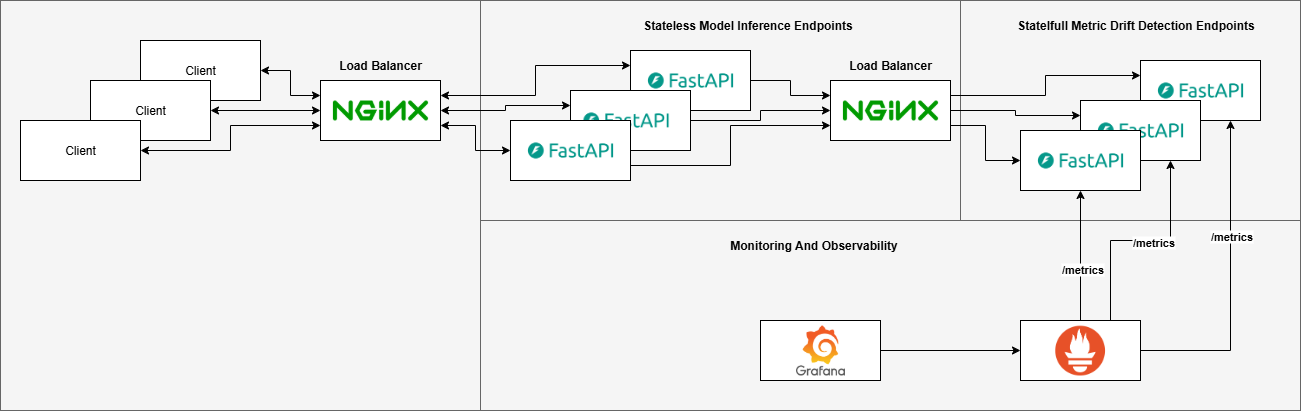 Stateless Model Inference Endpoints
Statelfull Metric Drift Detection Endpoints
Client
Client
Client
Load Balancer
NGINX
FastAPI
FastAPI
FastAPI
Load Balancer
NGINX
FastAPI
FastAPI
FastAPI
Monitoring And Observability
/metrics
/metrics
/metrics
Grafana